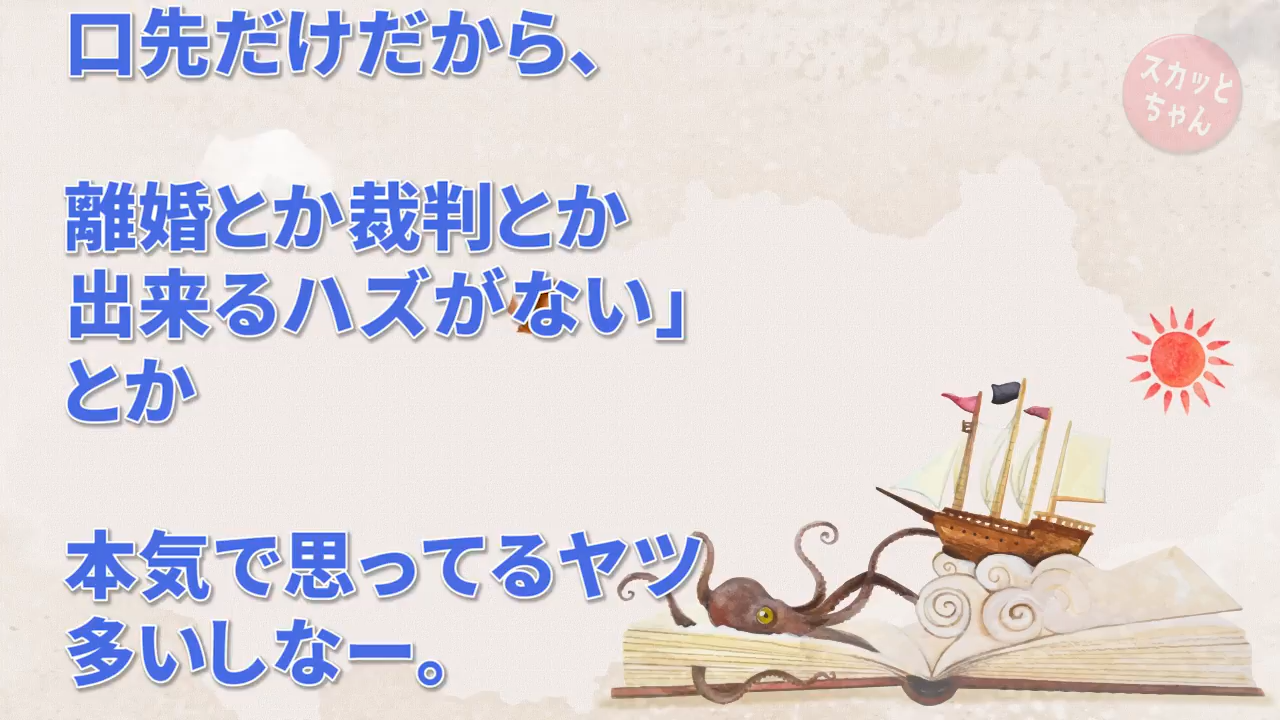 口先だけだから、
離婚とか裁判とか
出来るハズがない」
とか
本気で思ってるヤツ
多いしなー。
スカッと
ちゃん